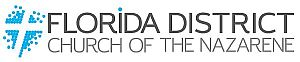 FLORIDA DISTRICT
CHURCH OF THE NAZARENE